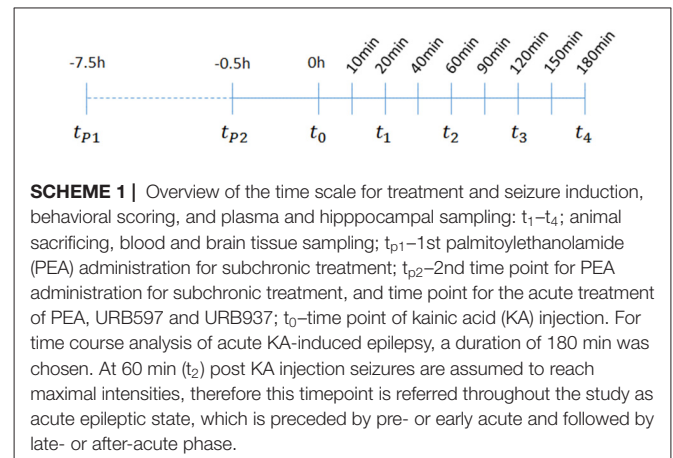 -7.5h -0.5h 0h 10min 20min 40min 60min 90min 120min 150min 180min
tP1 tP2 t0 t1 t2 t3 t4
SCHEME 1 | Overview of the time scale for treatment and seizure induction,
behavioral scoring, and plasma and hipppocampal sampling: t1–t4; animal
sacrificing, blood and brain tissue sampling; tp1–1st palmitoylethanolamide
(PEA) administration for subchronic treatment; tp2–2nd time point for PEA
administration for subchronic treatment, and time point for the acute treatment
of PEA, URB597 and URB937; t0–time point of kainic acid (KA) injection. For
time course analysis of acute KA-induced epilepsy, a duration of 180 min was
chosen. At 60 min (t2) post KA injection seizures are assumed to reach
maximal intensities, therefore this timepoint is referred throughout the study as
acute epileptic state, which is preceded by pre- or early acute and followed by
late- or after-acute phase.